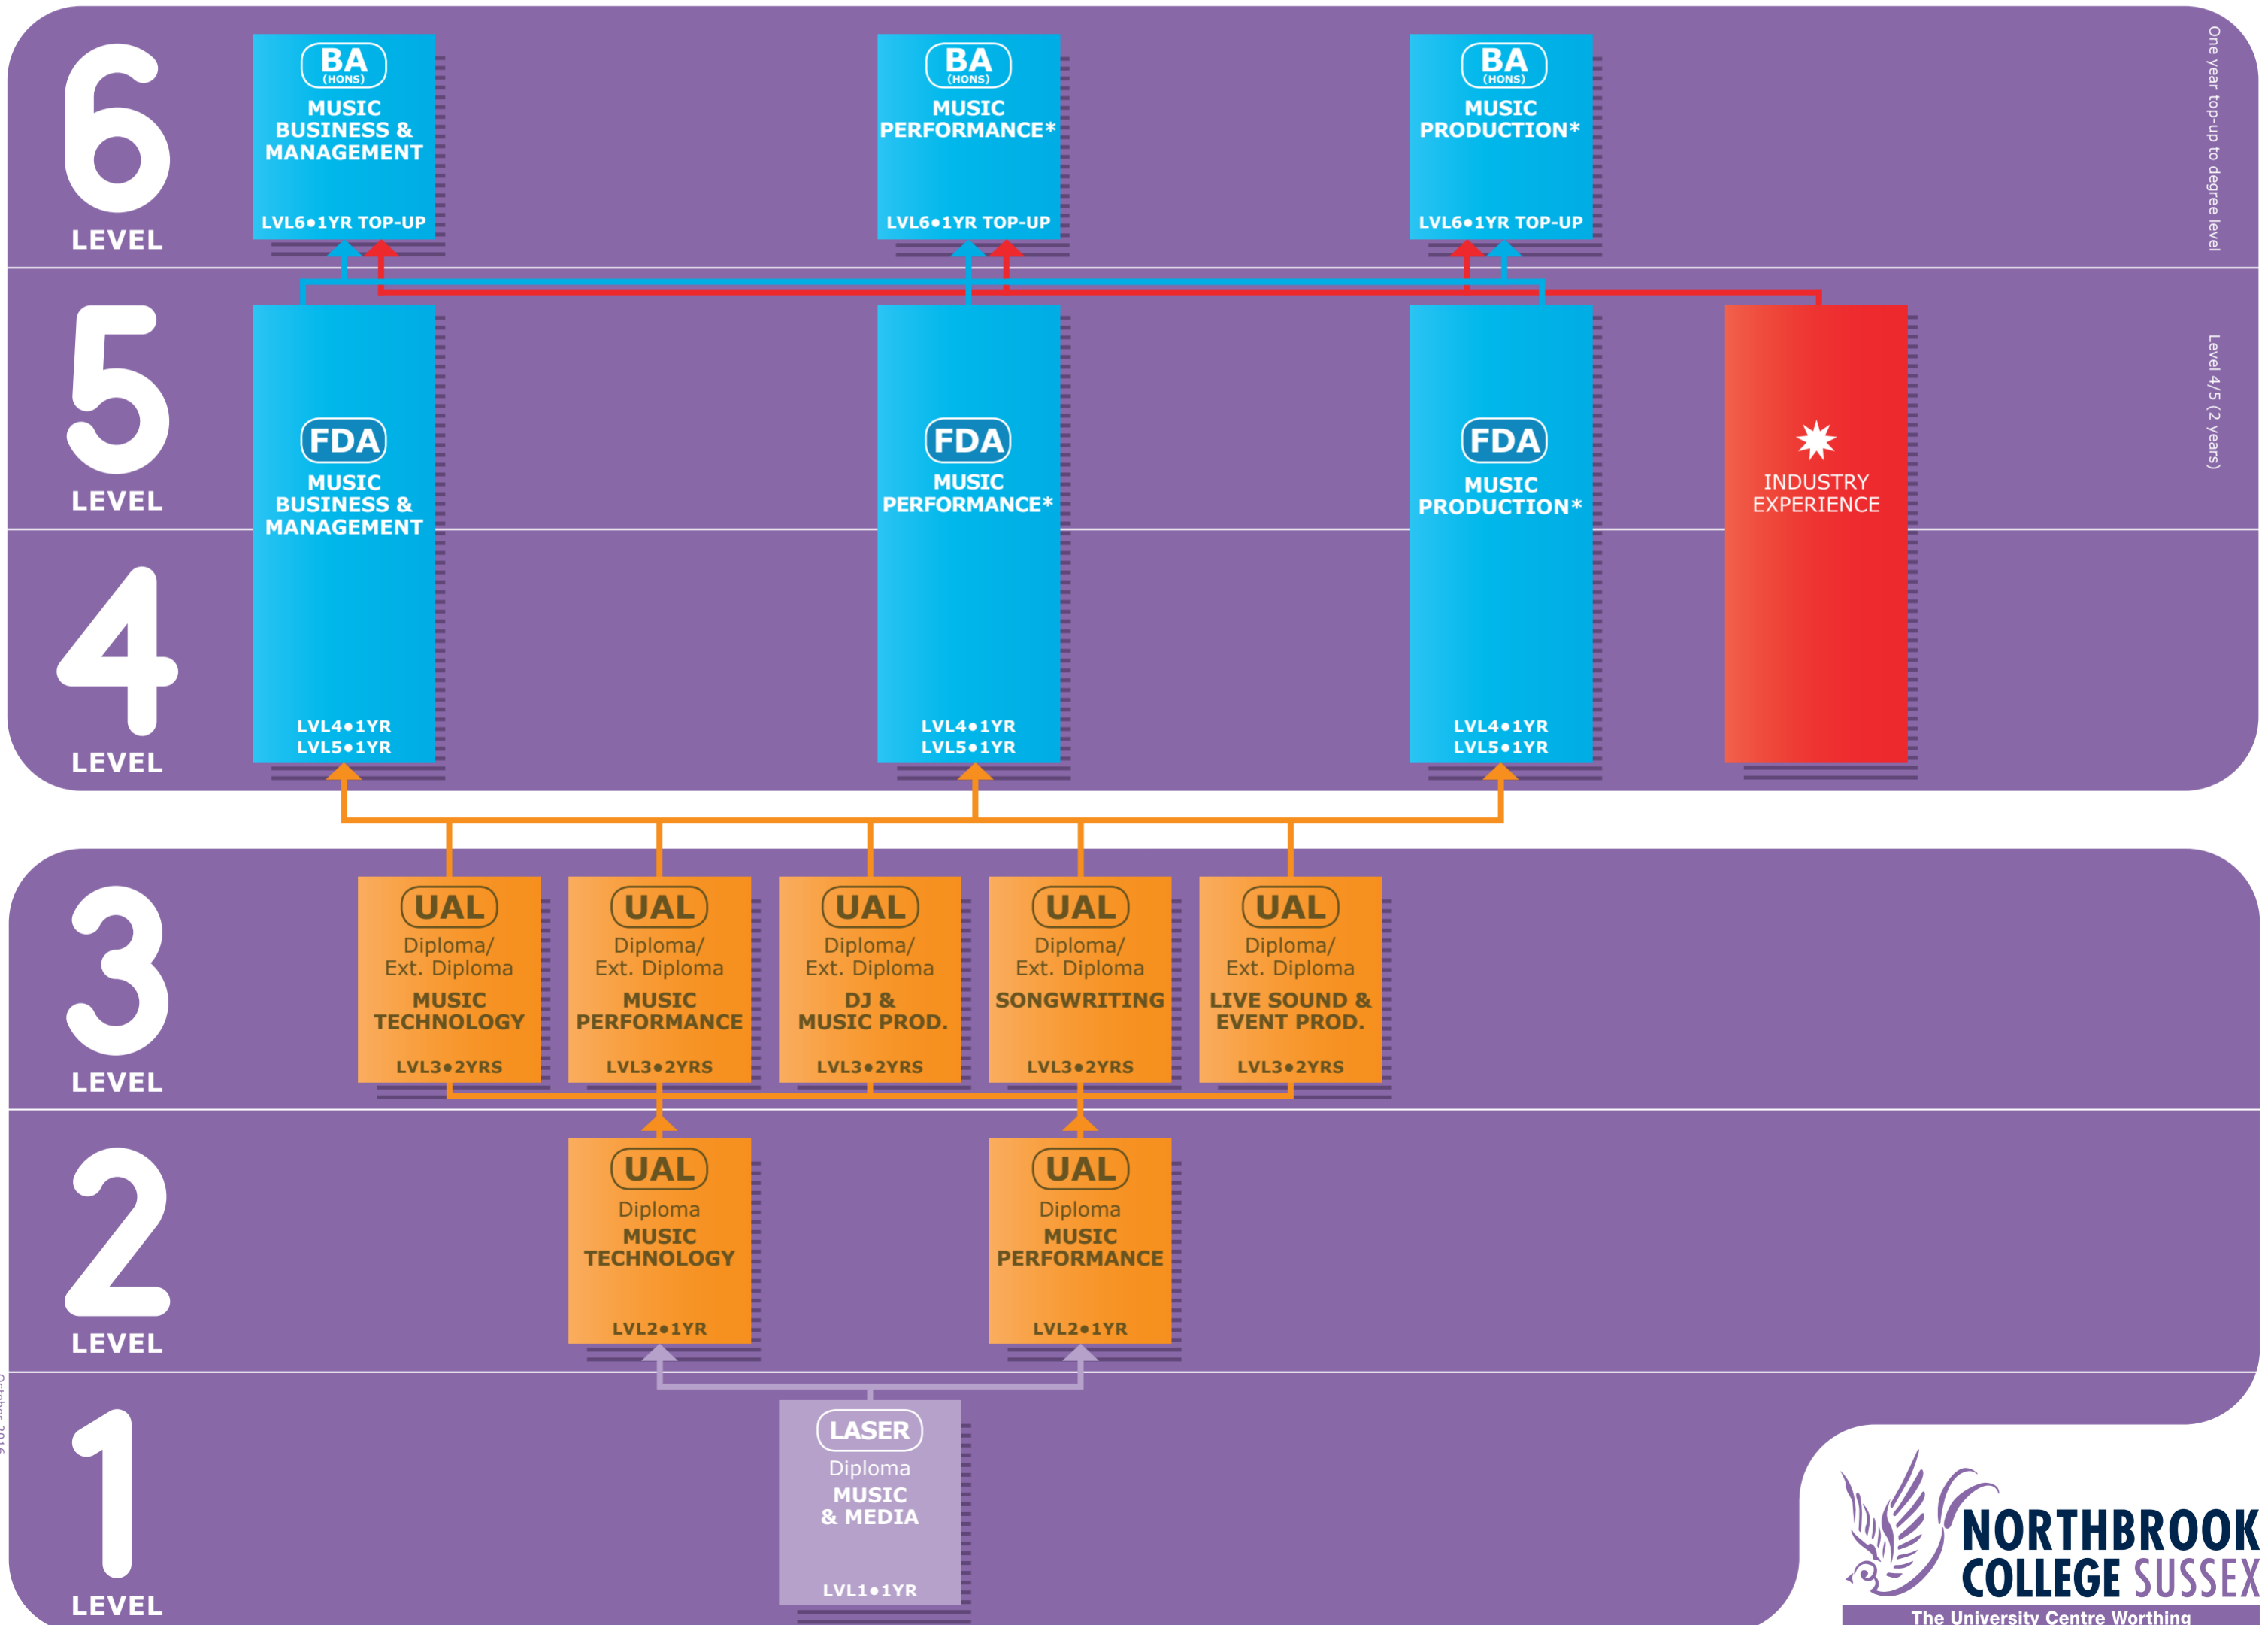 6
LEVEL
BA
(HONS)
MUSIC
BUSINESS &
MANAGEMENT
LVL6•1YR TOP-UP
BA
(HONS)
MUSIC
PERFORMANCE*
LVL6•1YR TOP-UP
BA
(HONS)
MUSIC
PRODUCTION*
LVL6•1YR TOP-UP
One year top-up to degree level
5
LEVEL
4
LEVEL
FDA
MUSIC
BUSINESS &
MANAGEMENT
LVL4•1YR
LVL5•1YR
FDA
MUSIC
PERFORMANCE*
LVL4•1YR
LVL5•1YR
FDA
MUSIC
PRODUCTION*
LVL4•1YR
LVL5•1YR
INDUSTRY
EXPERIENCE
Level 4/5 (2 years)
3
LEVEL
UAL
Diploma/
Ext. Diploma
MUSIC
TECHNOLOGY
LVL3•2YRS
UAL
Diploma/
Ext. Diploma
MUSIC
PERFORMANCE
LVL3•2YRS
UAL
Diploma/
Ext. Diploma
DJ &
MUSIC PROD.
LVL3•2YRS
UAL
Diploma/
Ext. Diploma
SONGWRITING
LVL3•2YRS
UAL
Diploma/
Ext. Diploma
LIVE SOUND &
EVENT PROD.
LVL3•2YRS
2
LEVEL
UAL
Diploma
MUSIC
TECHNOLOGY
LVL2•1YR
UAL
Diploma
MUSIC
PERFORMANCE
LVL2•1YR
1
LEVEL
LASER
Diploma
MUSIC
& MEDIA
LVL1•1YR
NORTHBROOK
COLLEGE SUSSEX
The University Centre Worthing